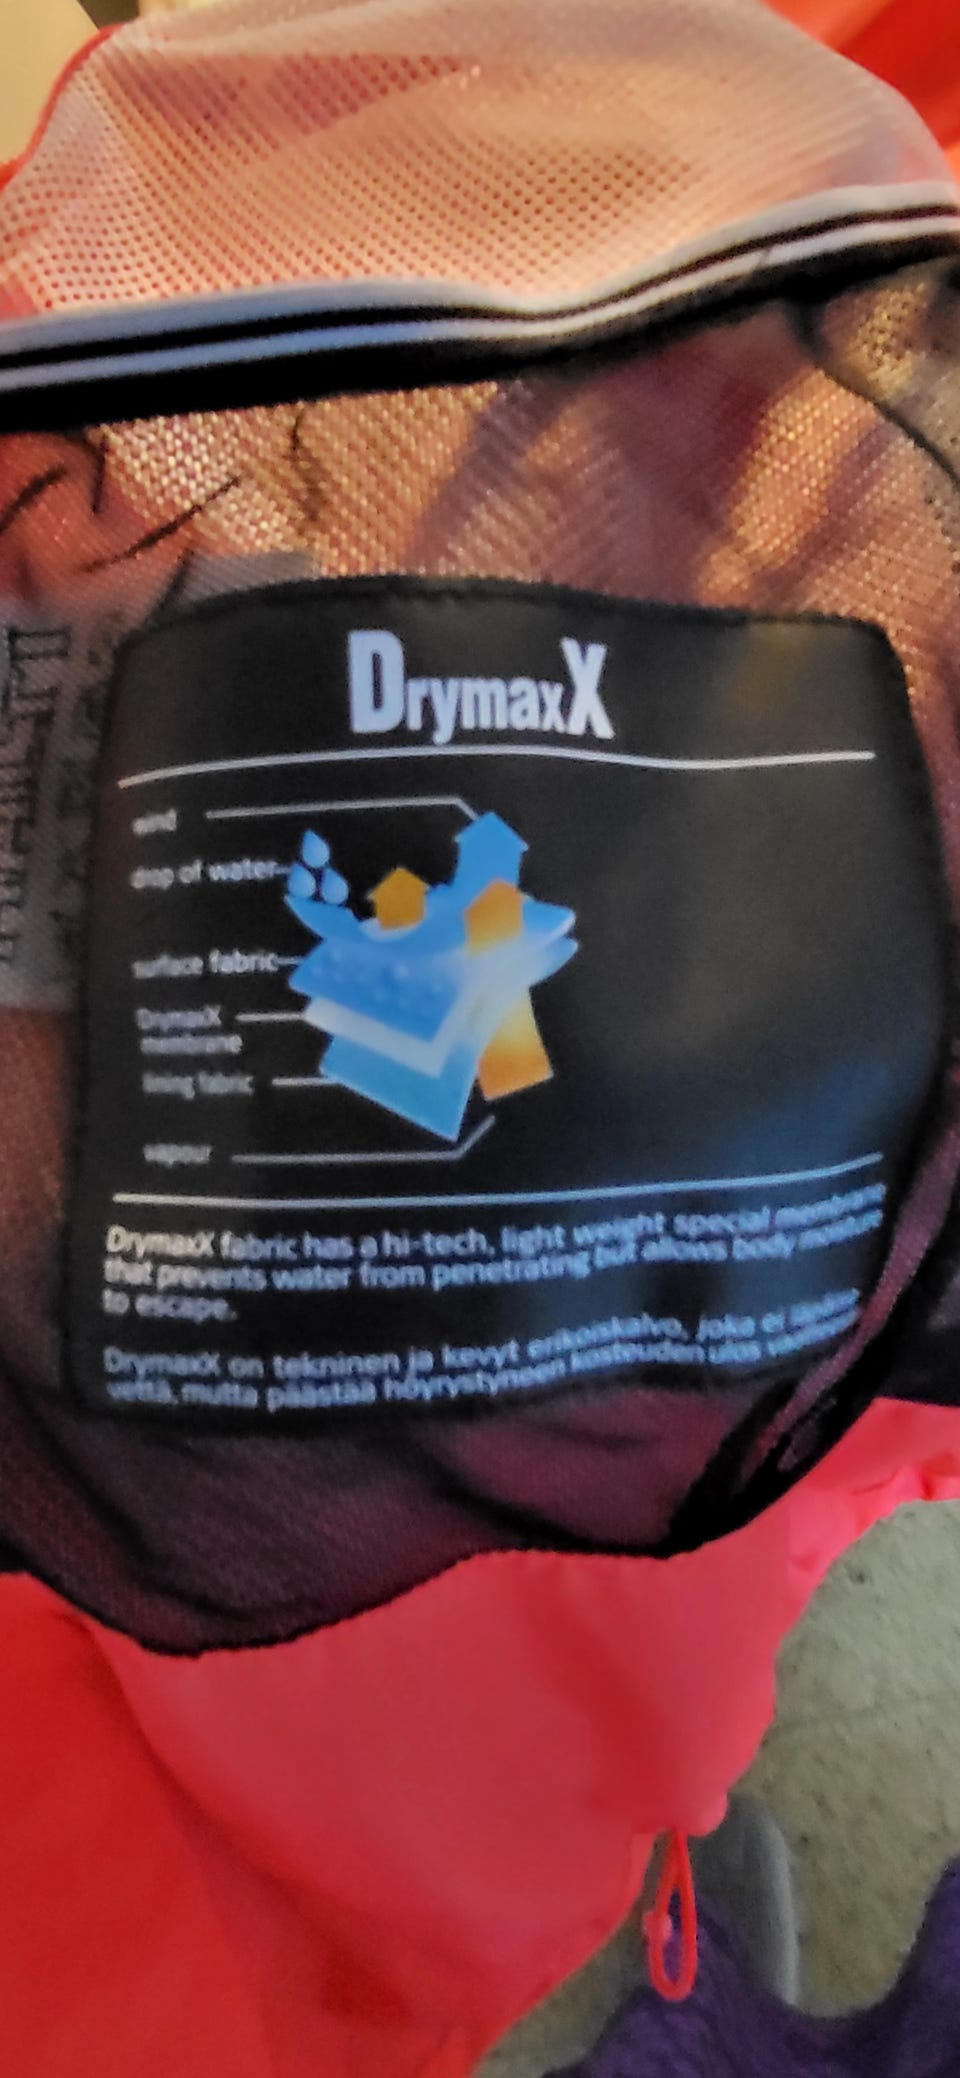 DrymaxX
wind
drop of water
surface fabric
DrymaxX
membrane
lining fabric
vapour
DrymaxX fabric has a hi-tech, light weight special membrane
that prevents water from penetrating but allows body moisture
to escape.
DrymaxX on tekninen ja kevyt erikoiskalvo, joka ei
vettä, mutta päästää höyrystyneen kosteuden ulos